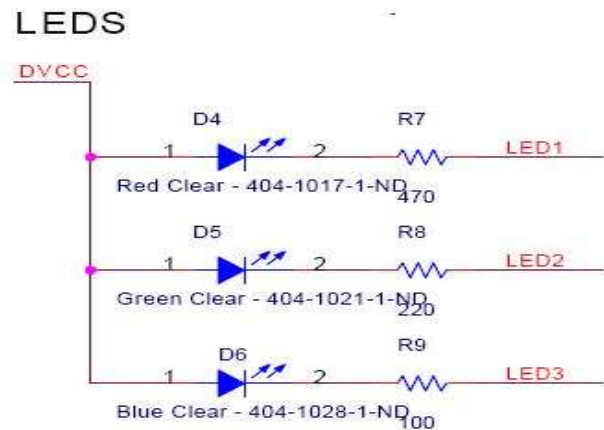 LEDS
DVCC
D4 R7
1 2 LED1
Red Clear - 404-1017-1-ND
470
D5 R8
1 2 LED2
Green Clear - 404-1021-1-ND
220
D6 R9
1 2 LED3
Blue Clear - 404-1028-1-ND
100